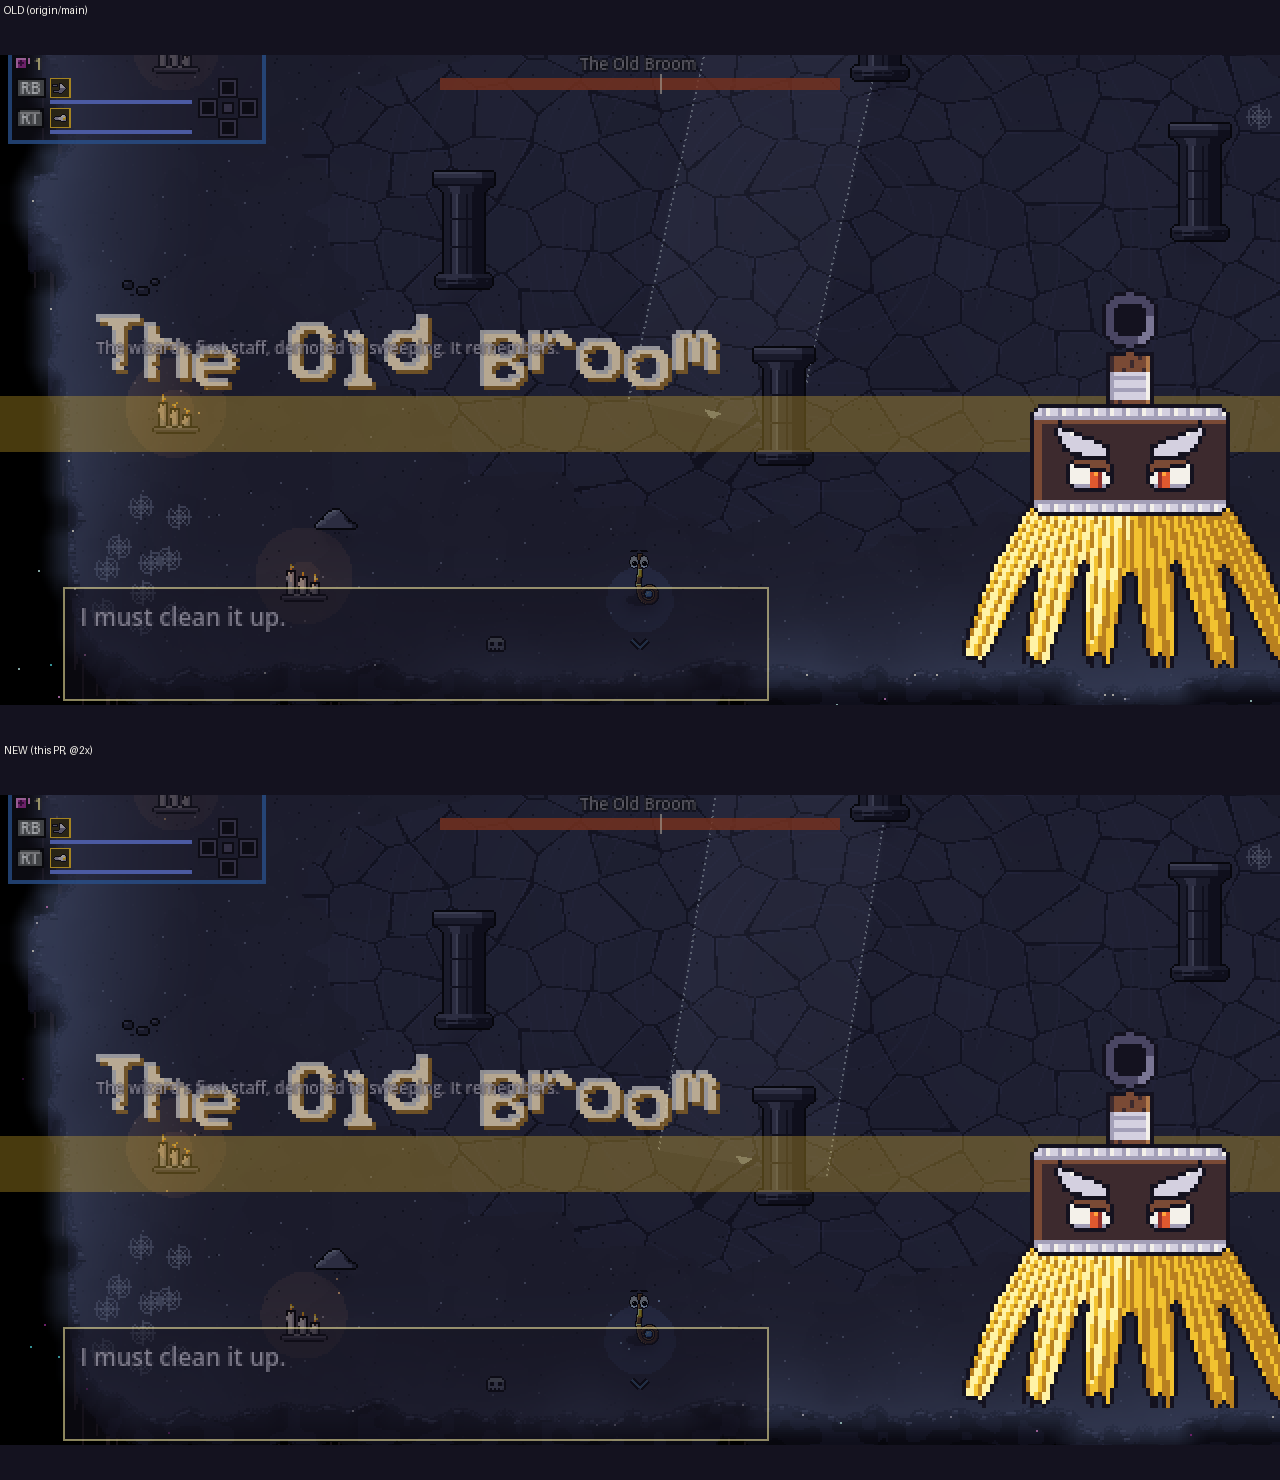 OLD (origin/main)
1
The Old Broom
RB
RT
The Old Broom
The wizard's first staff, demoted to sweeping. It remembers.
I must clean it up.
NEW (this PR, @2x)
1
The Old Broom
RB
RT
The Old Broom
The wizard's first staff, demoted to sweeping. It remembers.
I must clean it up.